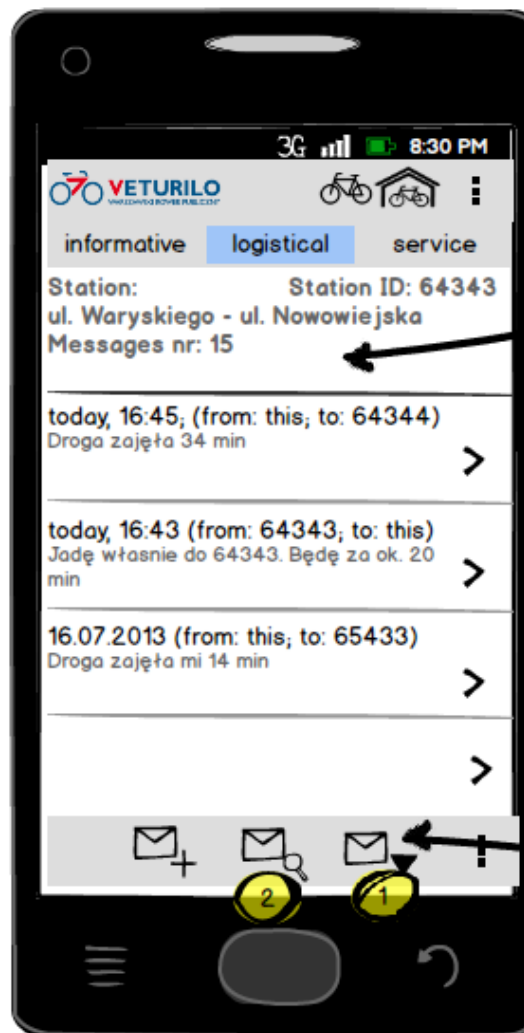 3G 8:30 PM
VETURILO
informative logistical service
Station: Station ID: 64343
ul. Waryskiego - ul. Nowowiejska
Messages nr: 15
today, 16:45; (from: this; to: 64344)
Droga zajęła 34 min
>
today, 16:43 (from: 64343; to: this)
Jadę własnie do 64343. Będę za ok. 20
min
>
16.07.2013 (from: this; to: 65433)
Droga zajęła mi 14 min
>
>
2 1